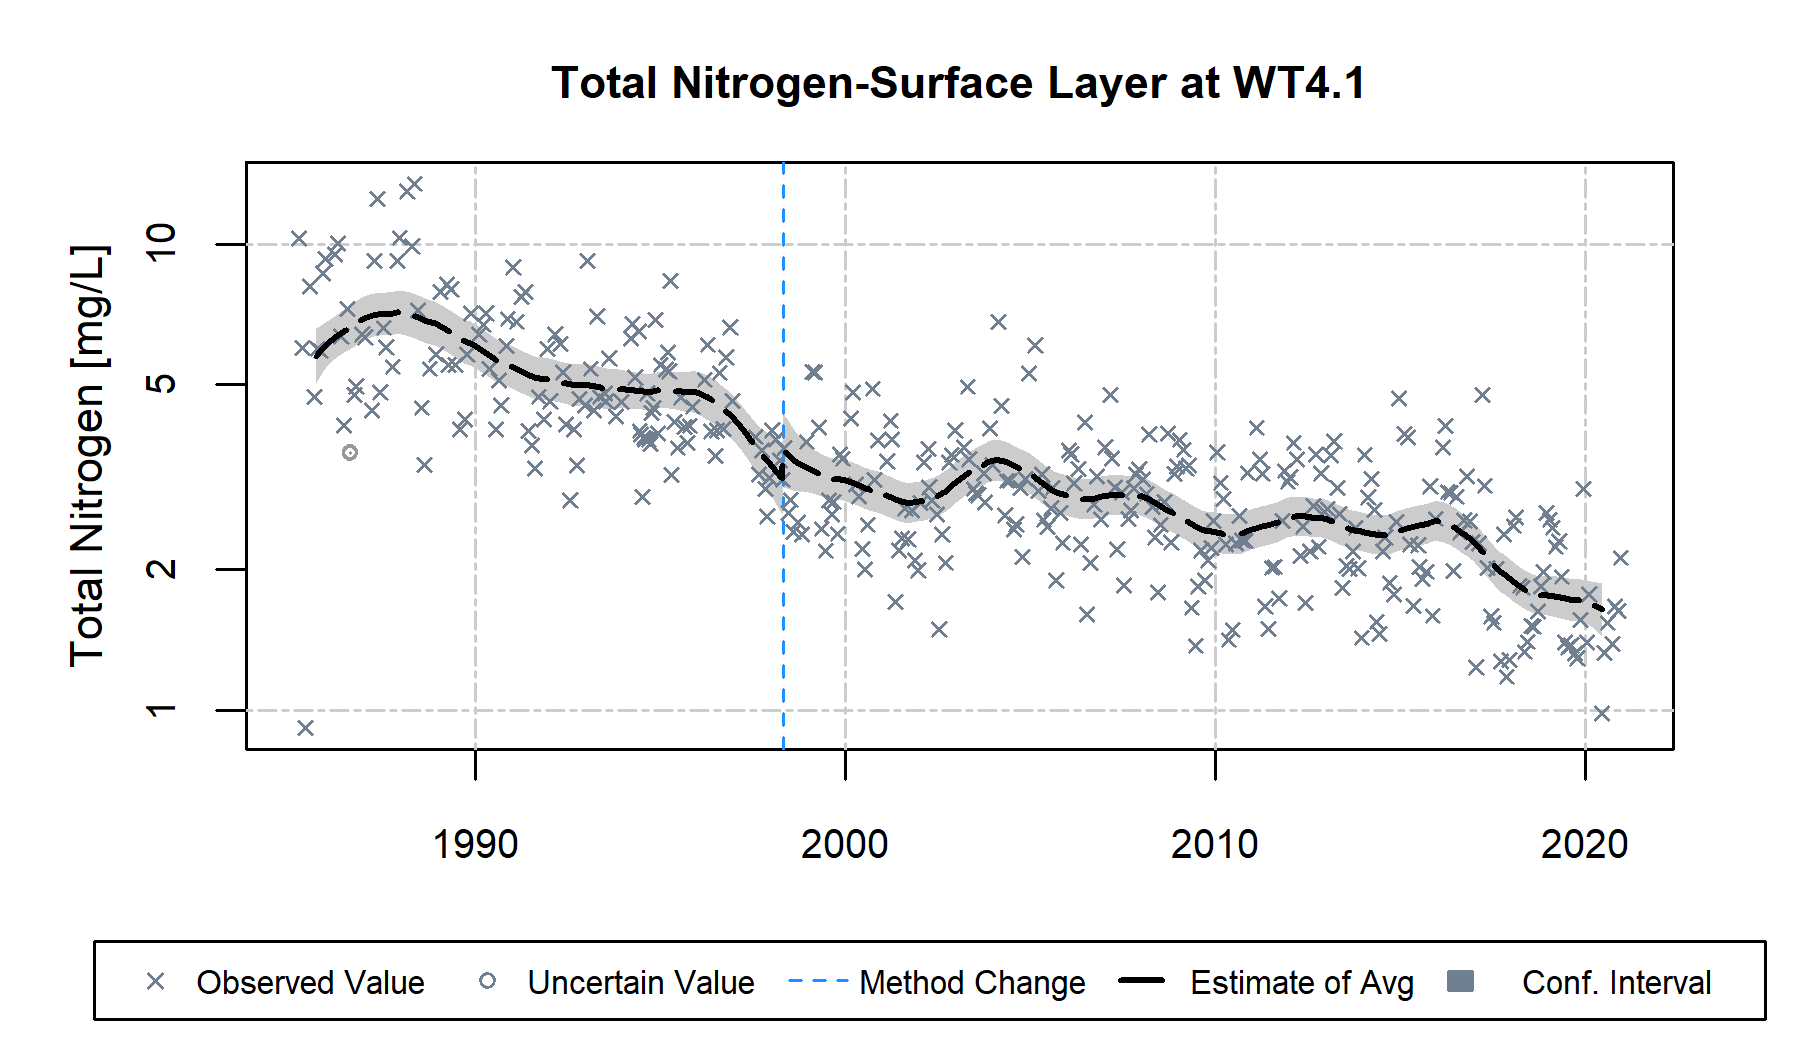 Total Nitrogen-Surface Layer at WT4.1
Total Nitrogen [mg/L]
10
5
2
1
1990 2000 2010 2020
Observed Value Uncertain Value Method Change Estimate of Avg Conf. Interval